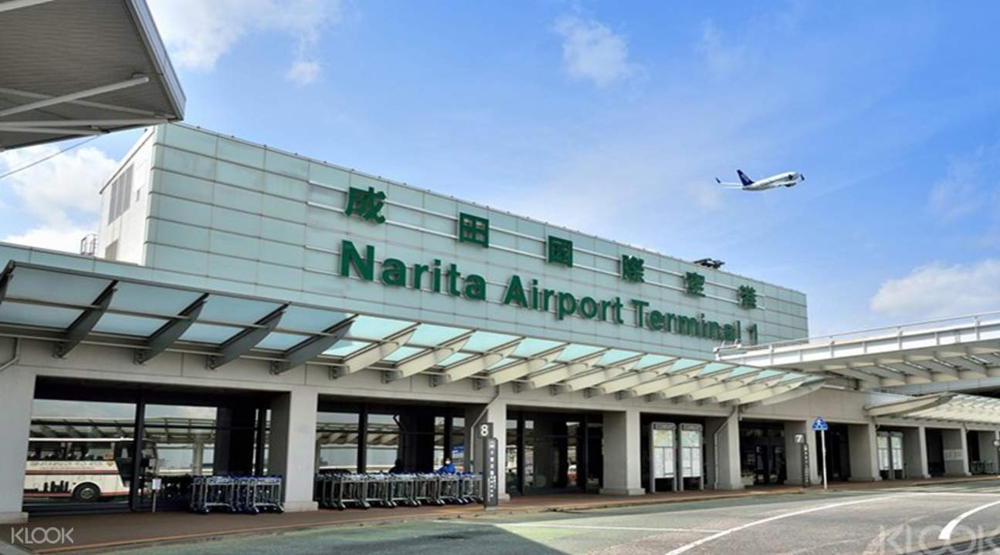 成田国際空港
Narita Airport Terminal 1
8
7
KLOOK
KLOOK